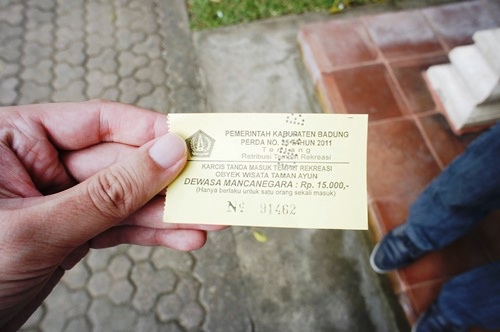 PEMERINTAH KABUPATEN BADUNG
PERDA NO. TAHUN 2011
Tentang
Retribusi Tempat Rekreasi
KARCIS TANDA MASUK TEMPAT REKREASI
OBYEK WISATA TAMAN AYUN
DEWASA MANCANEGARA : Rp. 15.000,-
(Hanya berlaku untuk satu orang sekali masuk)
Nº 91462